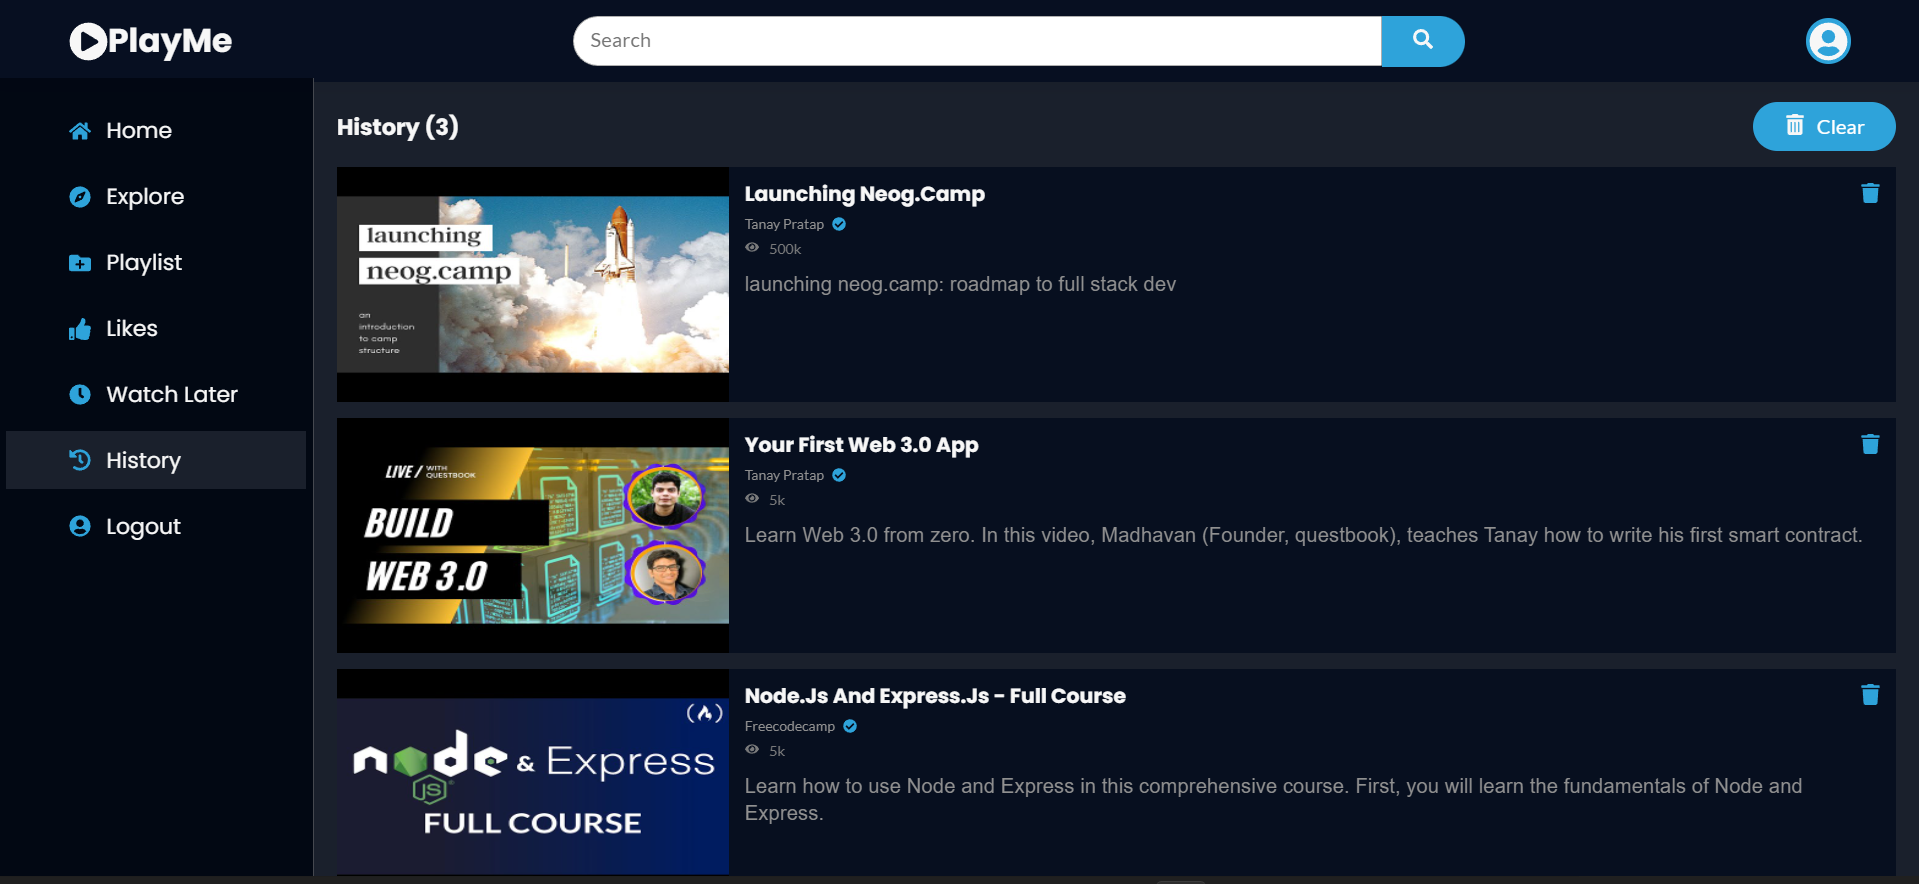 PlayMe
Search
Home
Explore
Playlist
Likes
Watch Later
History
Logout
History (3)
Clear
launching
neog.camp
an
introduction
to camp
structure
Launching Neog.Camp
Tanay Pratap
500k
launching neog.camp: roadmap to full stack dev
LIVE / WITH
QUESTBOOK
BUILD
WEB 3.0
Your First Web 3.0 App
Tanay Pratap
5k
Learn Web 3.0 from zero. In this video, Madhavan (Founder, questbook), teaches Tanay how to write his first smart contract.
node & Express
JS
FULL COURSE
Node.Js And Express.Js - Full Course
Freecodecamp
5k
Learn how to use Node and Express in this comprehensive course. First, you will learn the fundamentals of Node and
Express.